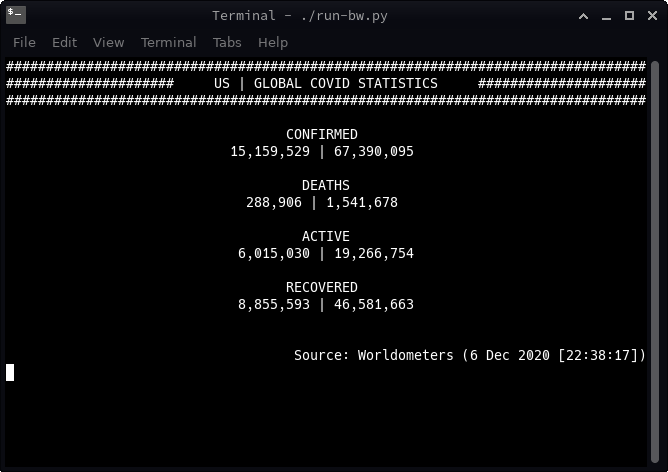 $_
Terminal - ./run-bw.py
File Edit View Terminal Tabs Help
################################################################################
##################### US | GLOBAL COVID STATISTICS #####################
################################################################################
CONFIRMED
15,159,529 | 67,390,095
DEATHS
288,906 | 1,541,678
ACTIVE
6,015,030 | 19,266,754
RECOVERED
8,855,593 | 46,581,663
Source: Worldometers (6 Dec 2020 [22:38:17])